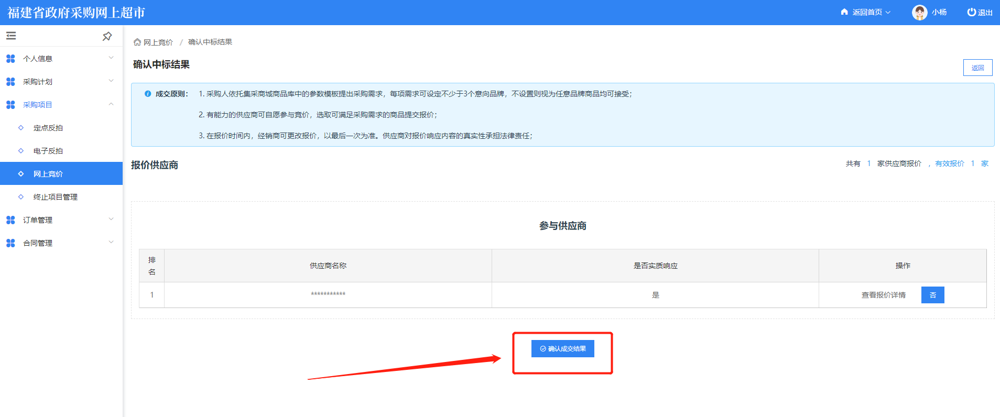 福建省政府采购网上超市
返回首页
小杨
退出
个人信息
采购计划
采购项目
定点反拍
电子反拍
网上竞价
终止项目管理
订单管理
合同管理
网上竞价 / 确认中标结果
确认中标结果
返回
成交原则： 1. 采购人依托集采商城商品库中的参数模板提出采购需求，每项需求可设定不少于3个意向品牌，不设置则视为任意品牌商品均可接受；
2. 有能力的供应商可自愿参与竞价，选取可满足采购需求的商品提交报价；
3. 在报价时间内，经销商可更改报价，以最后一次为准。供应商对报价响应内容的真实性承担法律责任；
报价供应商
共有 1 家供应商报价 ，有效报价 1 家
参与供应商
排名 供应商名称 是否实质响应 操作
1 *********** 是 查看报价详情 否
确认成交结果